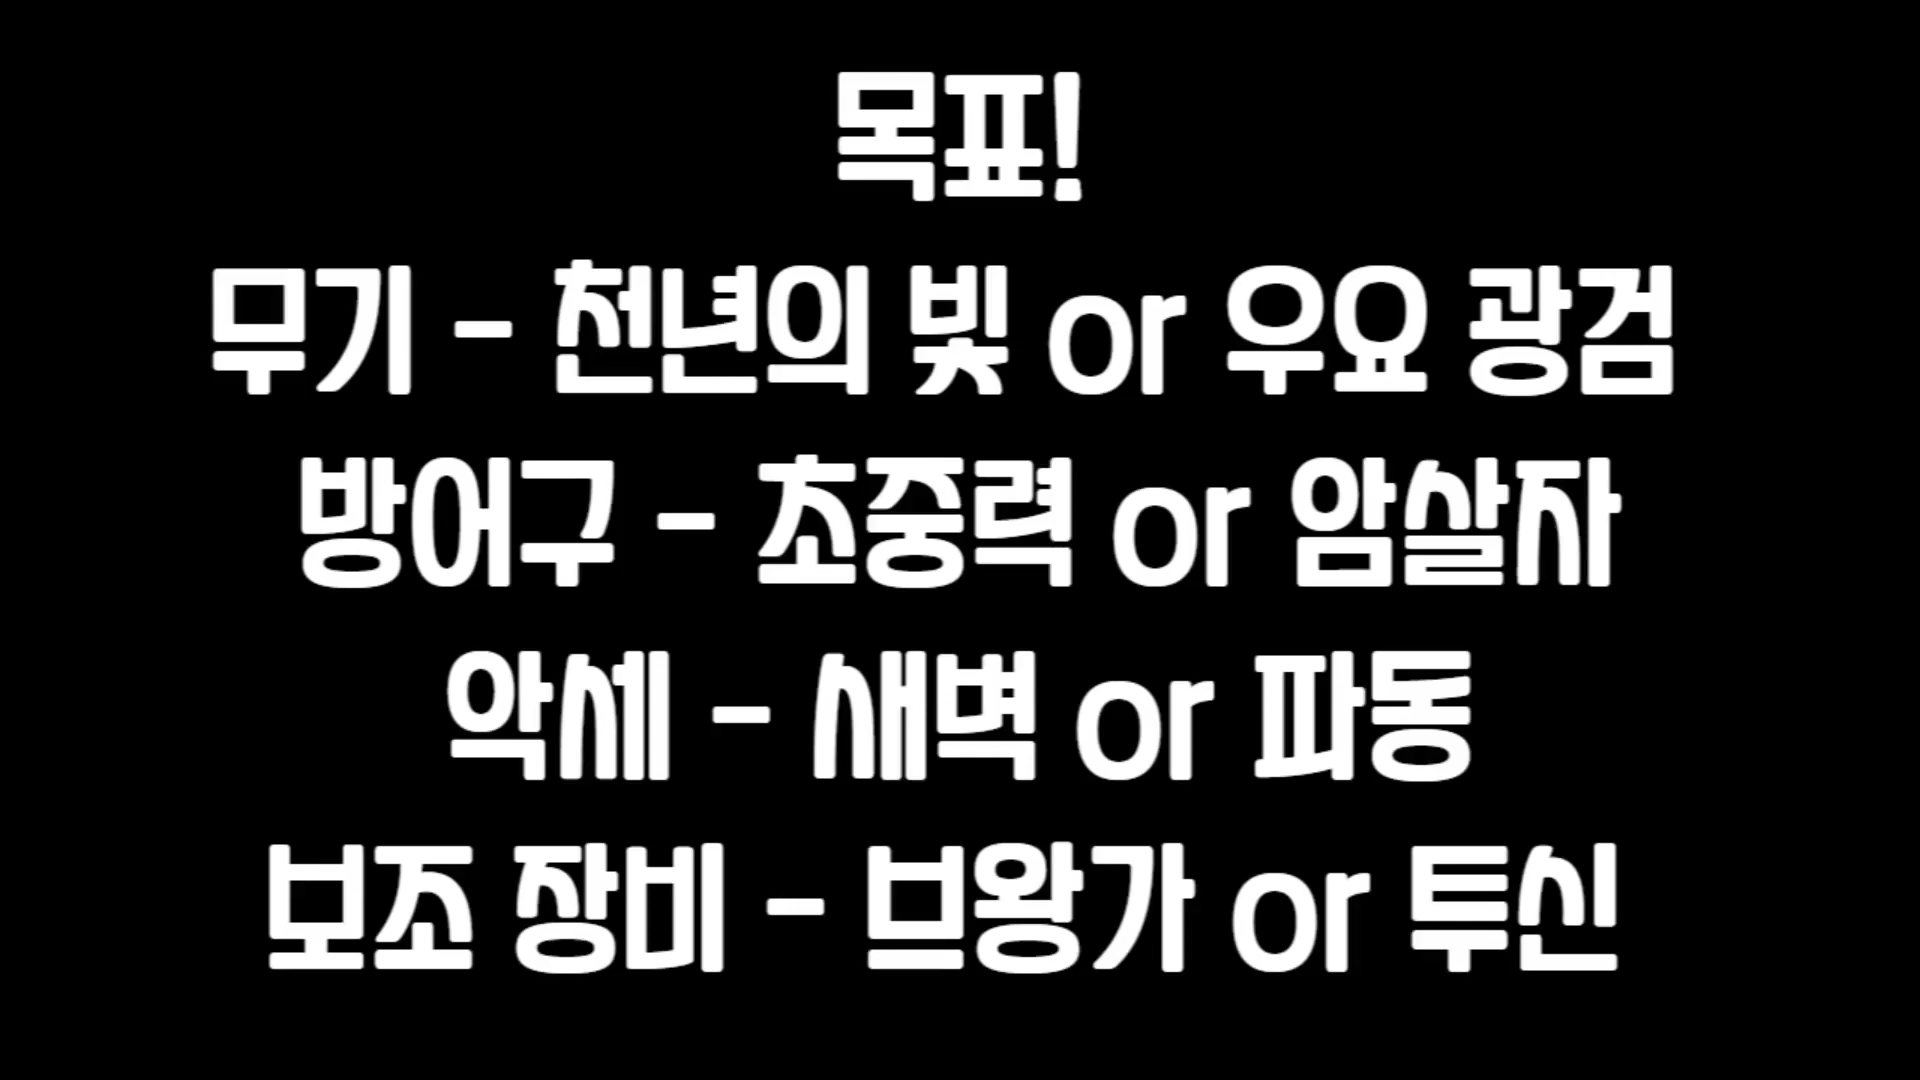 목표!
무기 - 천년의 빛 or 우요 광검
방어구 - 초중력 or 암살자
악세 - 새벽 or 파동
보조 장비 - 브왕가 or 투신